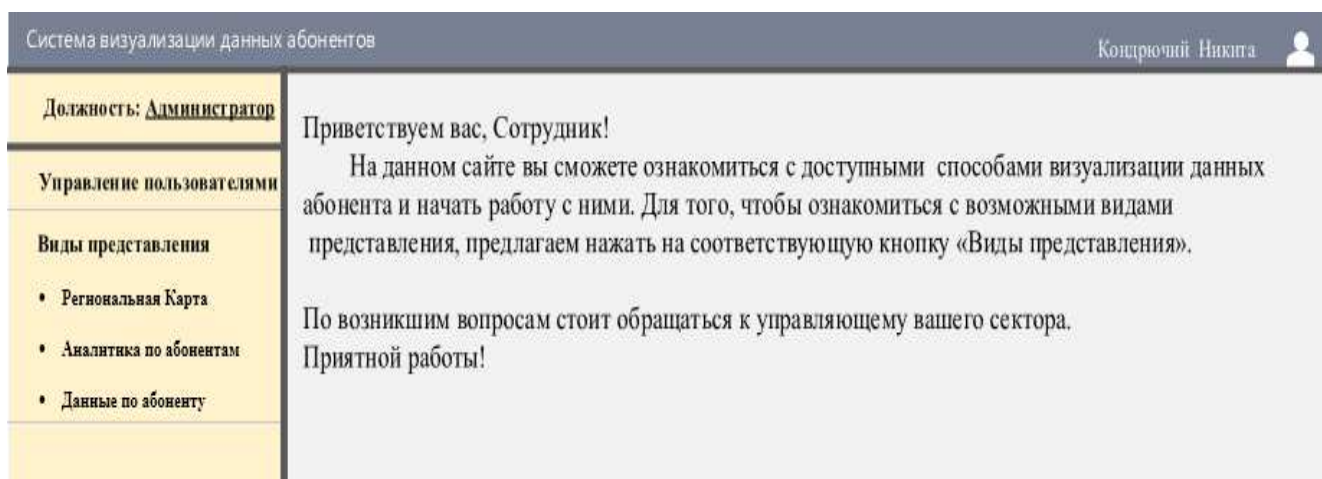 Система визуализации данных абонентов
Кондрючий Никита
Должность: Администратор
Управление пользователями
Виды представления
• Региональная Карта
• Аналитика по абонентам
• Данные по абоненту
Приветствуем вас, Сотрудник!
На данном сайте вы сможете ознакомиться с доступными способами визуализации данных
абонента и начать работу с ними. Для того, чтобы ознакомиться с возможными видами
представления, предлагаем нажать на соответствующую кнопку «Виды представления».
По возникшим вопросам стоит обращаться к управляющему вашего сектора.
Приятной работы!